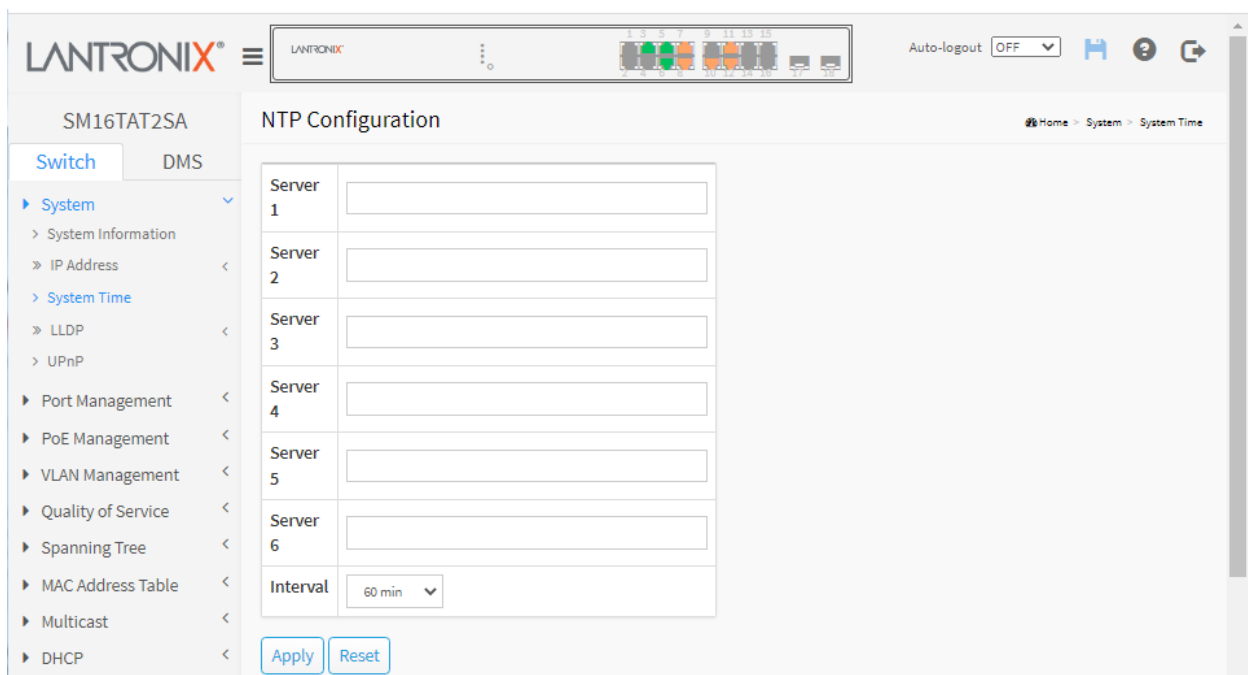 LANTRONIX®
LANTRONIX
1 3 5 7 9 11 13 15
2 4 6 8 10 12 14 16 17 18
Auto-logout OFF
SM16TAT2SA
NTP Configuration
Home > System > System Time
Switch DMS
System
> System Information
» IP Address
> System Time
» LLDP
> UPnP
Port Management
PoE Management
VLAN Management
Quality of Service
Spanning Tree
MAC Address Table
Multicast
DHCP
Server
1
Server
2
Server
3
Server
4
Server
5
Server
6
Interval 60 min
Apply Reset